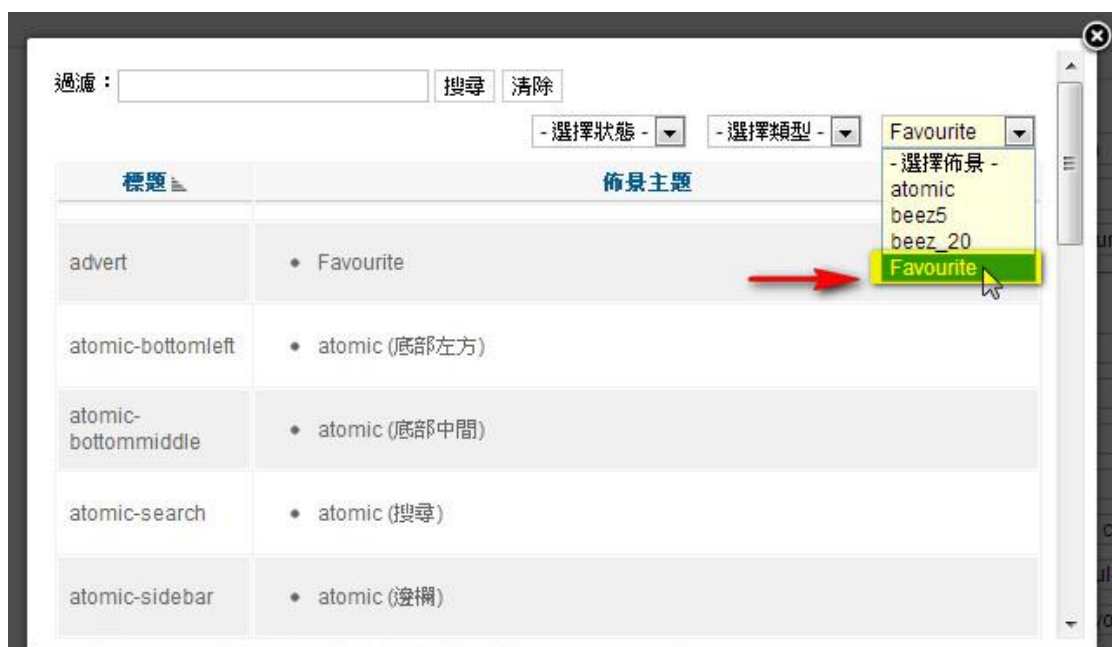 過濾：
搜尋 清除
- 選擇狀態 - - 選擇類型 - Favourite
- 選擇佈景 -
atomic
beez5
beez_20
Favourite
標題 佈景主題
advert • Favourite
atomic-bottomleft • atomic (底部左方)
atomic-
bottommiddle • atomic (底部中間)
atomic-search • atomic (搜尋)
atomic-sidebar • atomic (邊欄)